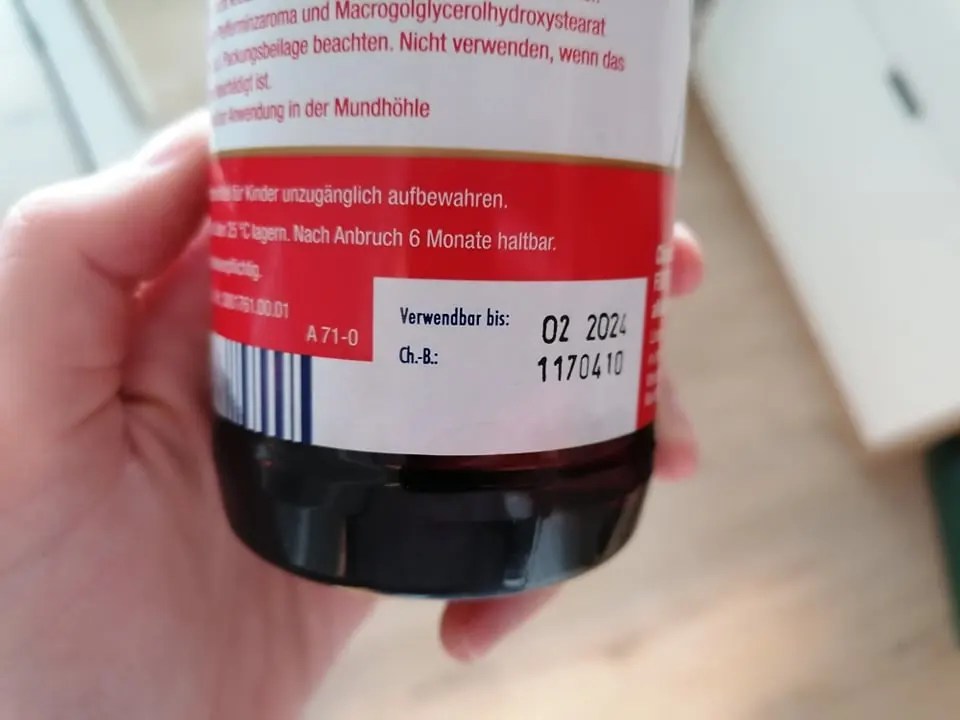 und Macrogolglycerolhydroxystearat
Packungsbeilage beachten. Nicht verwenden, wenn das
ist.
Anwendung in der Mundhöhle
für Kinder unzugänglich aufbewahren.
25 °C lagern. Nach Anbruch 6 Monate haltbar.
A 71-0
Verwendbar bis: 02 2024
Ch.-B.: 1170410